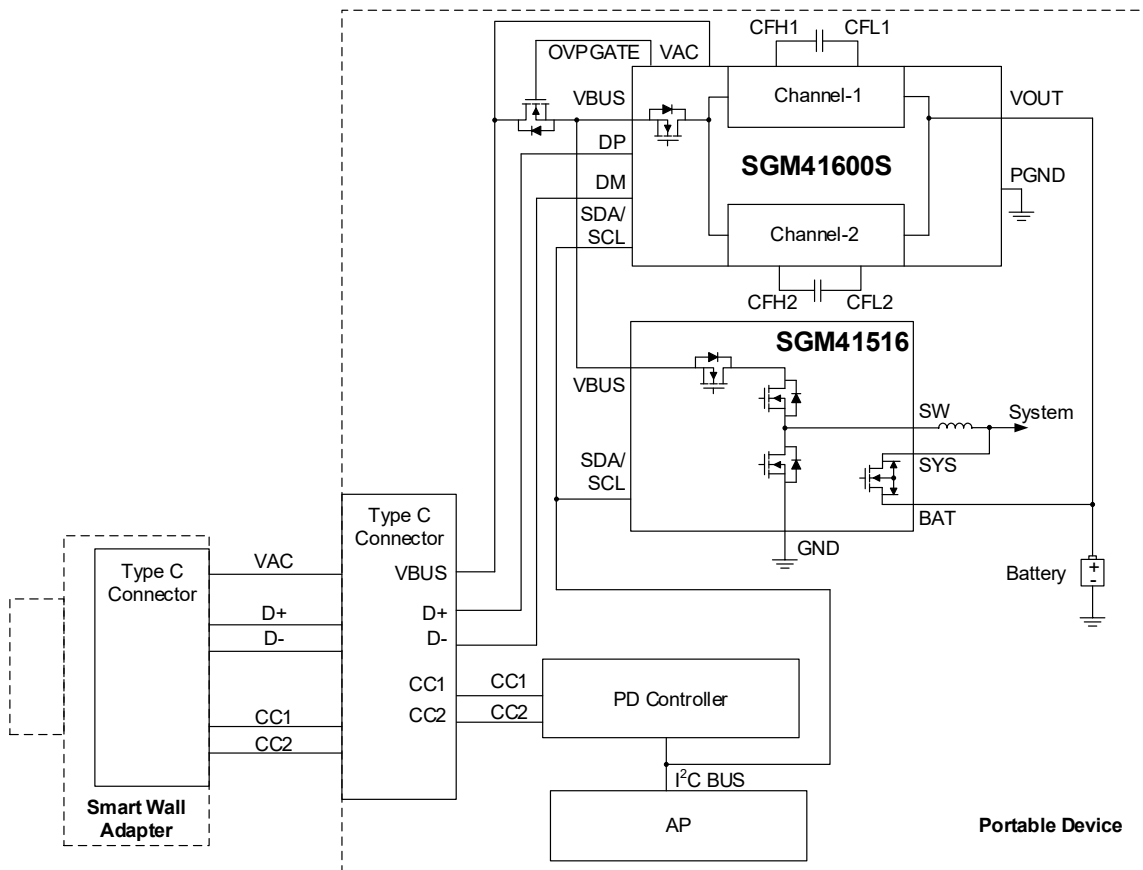 CFH1
CFL1
OVPGATE
VAC
Channel-1
VBUS
VOUT
DP
SGM41600S
DM
PGND
SDA/
SCL
Channel-2
CFH2
CFL2
SGM41516
VBUS
SW
System
SDA/
SCL
SYS
BAT
GND
Battery
+
-
Type C
Connector
VBUS
D+
D-
CC1
CC2
Type C
Connector
VAC
D+
D-
CC1
CC2
Smart Wall
Adapter
CC1
CC2
PD Controller
I²C BUS
AP
Portable Device